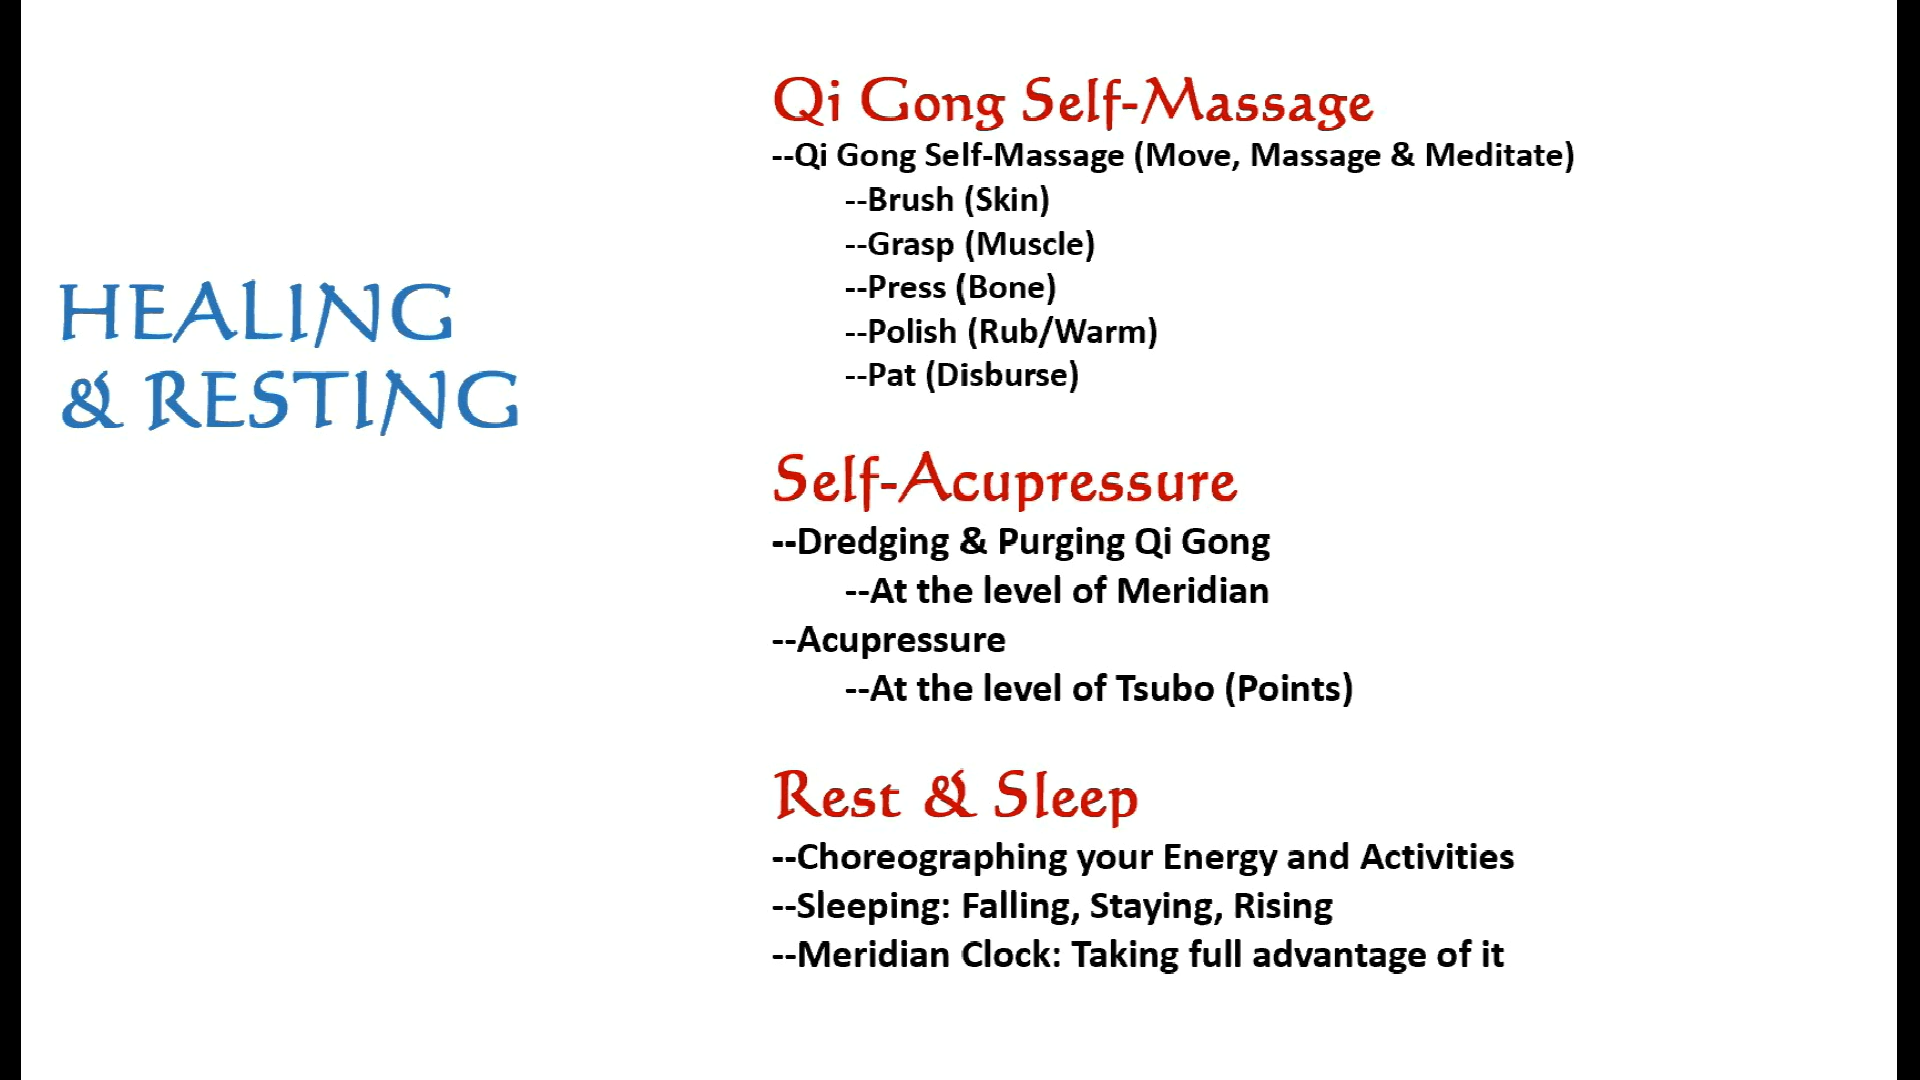 HEALING
& RESTING
Qi Gong Self-Massage
--Qi Gong Self-Massage (Move, Massage & Meditate)
--Brush (Skin)
--Grasp (Muscle)
--Press (Bone)
--Polish (Rub/Warm)
--Pat (Disburse)
Self-Acupressure
--Dredging & Purging Qi Gong
--At the level of Meridian
--Acupressure
--At the level of Tsubo (Points)
Rest & Sleep
--Choreographing your Energy and Activities
--Sleeping: Falling, Staying, Rising
--Meridian Clock: Taking full advantage of it